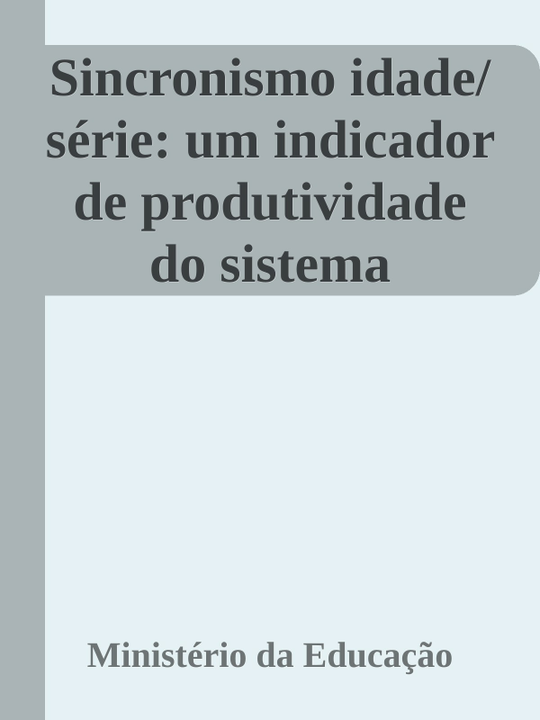 Sincronismo idade/
série: um indicador
de produtividade
do sistema
Ministério da Educação